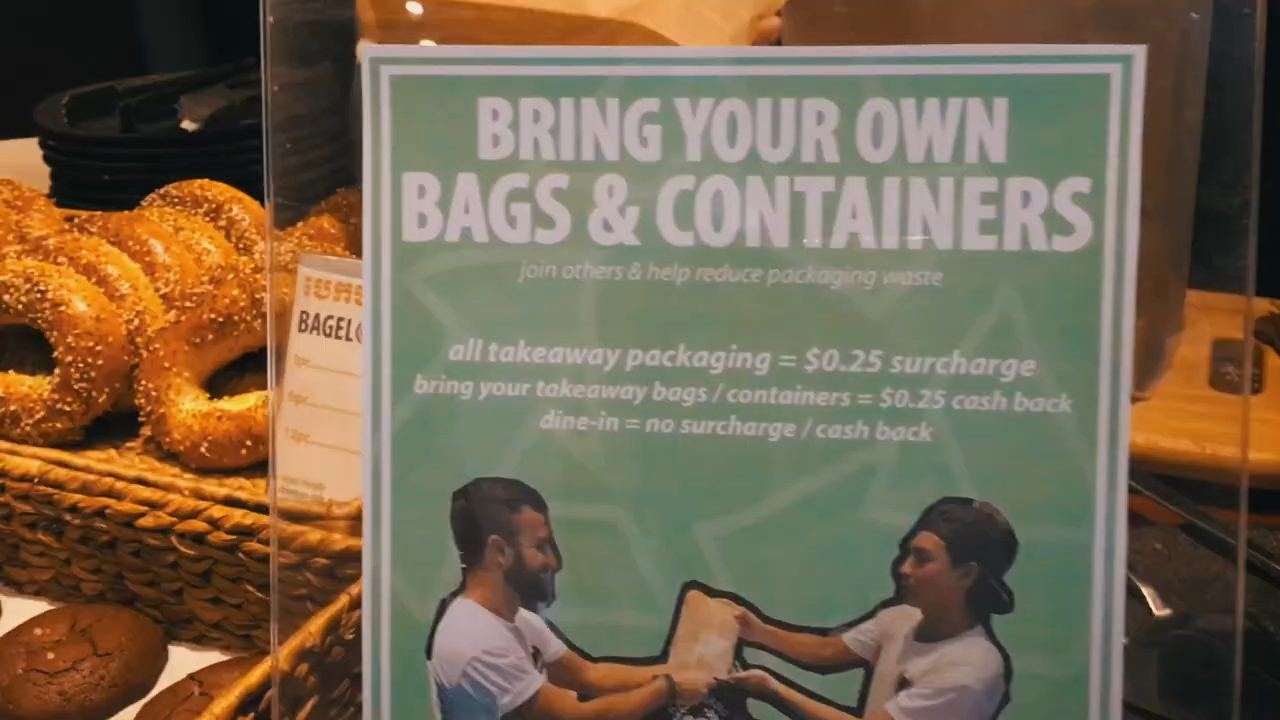 BRING YOUR OWN
BAGS & CONTAINERS
join others & help reduce packaging waste
all takeaway packaging = $0.25 surcharge
bring your takeaway bags / containers = $0.25 cash back
dine-in = no surcharge / cash back
BAGEL